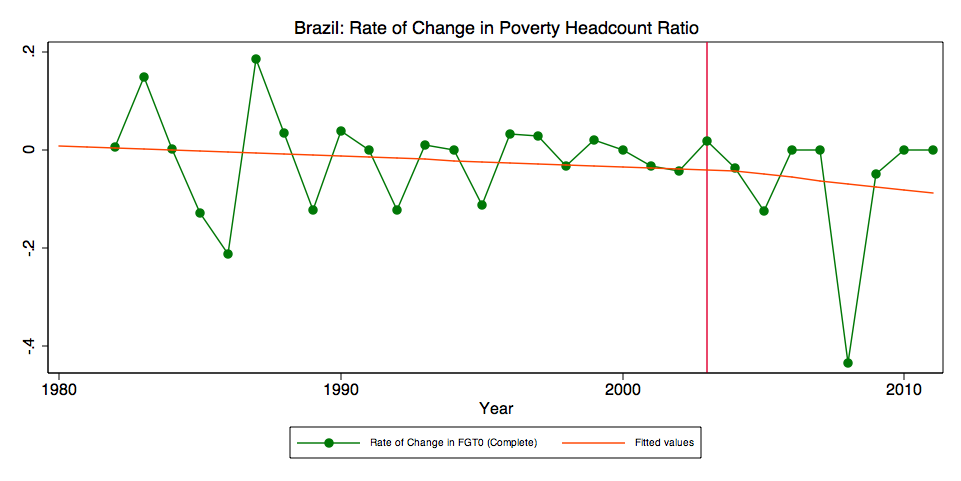 Brazil: Rate of Change in Poverty Headcount Ratio
.2
0
-.2
-.4
1980 1990 2000 2010
Year
Rate of Change in FGT0 (Complete) Fitted values